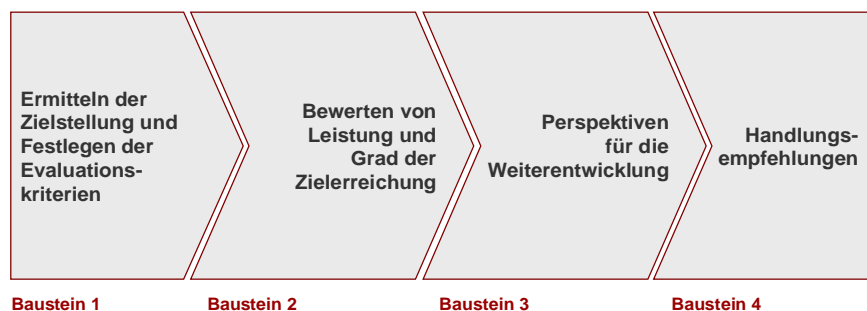 Ermitteln der
Zielstellung und
Festlegen der
Evaluations-
kriterien
Bewerten von
Leistung und
Grad der
Zielerreichung
Perspektiven
für die
Weiterentwicklung
Handlungs-
empfehlungen
Baustein 1
Baustein 2
Baustein 3
Baustein 4